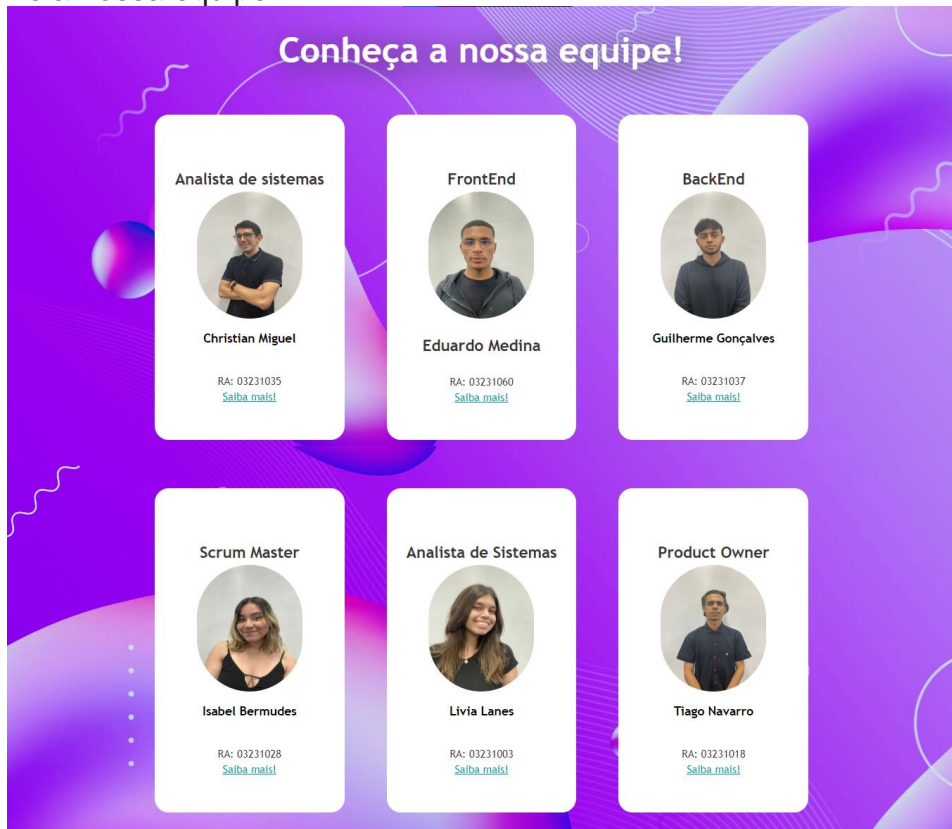 Conheça a nossa equipe!
Analista de sistemas
Christian Miguel
RA: 03231035
Saiba mais!
FrontEnd
Eduardo Medina
RA: 03231060
Saiba mais!
BackEnd
Guilherme Gonçalves
RA: 03231037
Saiba mais!
Scrum Master
Isabel Bermudes
RA: 03231028
Saiba mais!
Analista de Sistemas
Livia Lanes
RA: 03231003
Saiba mais!
Product Owner
Tiago Navarro
RA: 03231018
Saiba mais!